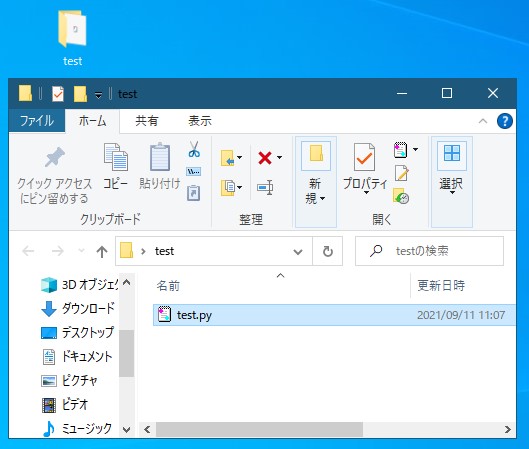 test
test
ファイル
ホーム
共有
表示
クイック アクセス
にピン留めする
コピー
貼り付け
新
規
プロパティ
選択
クリップボード
整理
開く
test
testの検索
名前
更新日時
3D オブジェク
ダウンロード
デスクトップ
ドキュメント
ピクチャ
ビデオ
ミュージック
test.py
2021/09/11 11:07